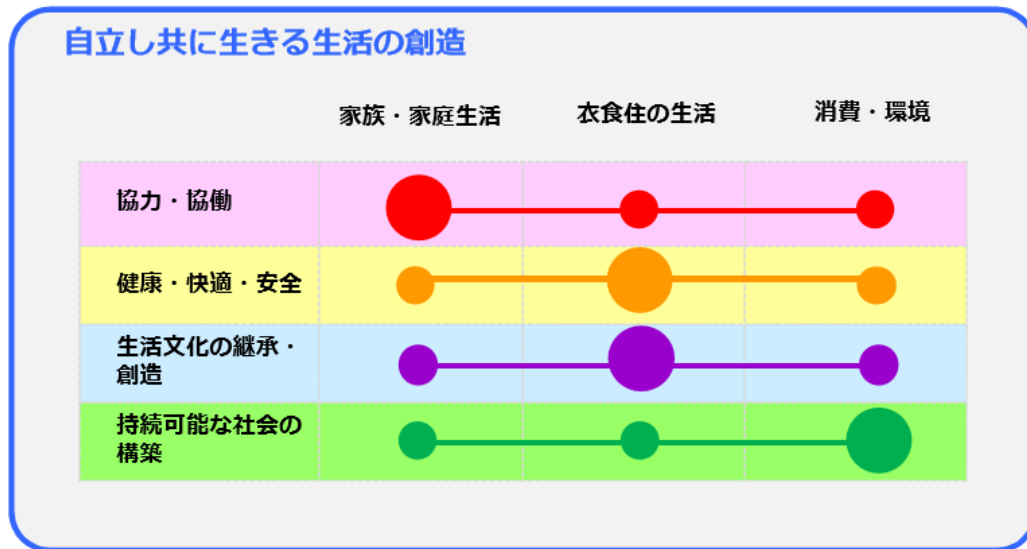 自立し共に生きる生活の創造
家族・家庭生活
衣食住の生活
消費・環境
協力・協働
健康・快適・安全
生活文化の継承・
創造
持続可能な社会の
構築